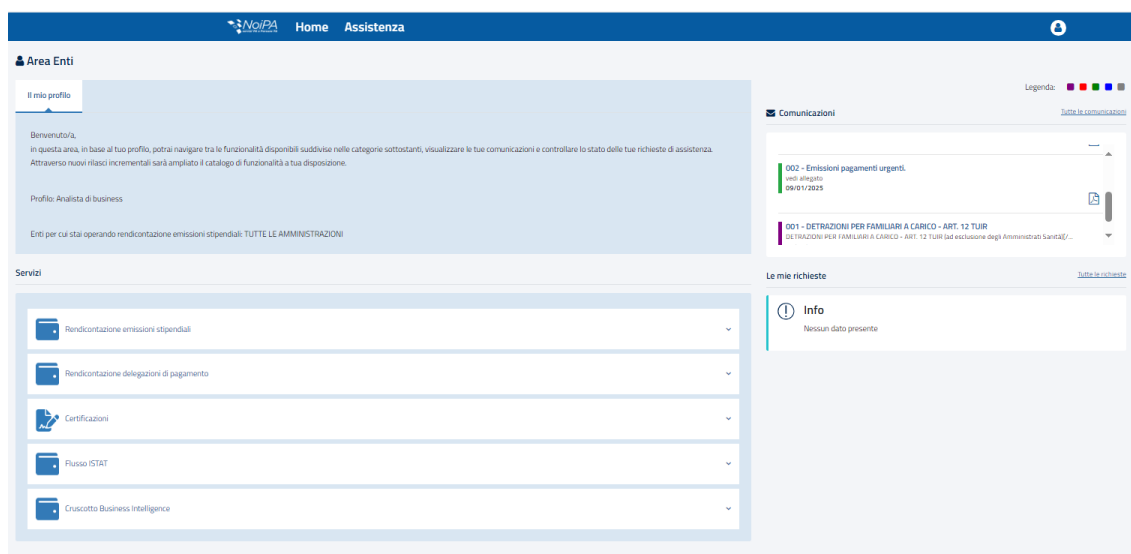 NoiPA Home Assistenza
Area Enti
Il mio profilo
Benvenuto/a,
in questa area, in base al tuo profilo, potrai navigare tra le funzionalità disponibili suddivise nelle categorie sottostanti, visualizzare le tue comunicazioni e controllare lo stato delle tue richieste di assistenza.
Attraverso nuovi rilasci incrementali sarà ampliato il catalogo di funzionalità a tua disposizione.
Profilo: Analista di business
Enti per cui stai operando rendicontazione emissioni stipendiali: TUTTE LE AMMINISTRAZIONI
Servizi
Rendicontazione emissioni stipendiali
Rendicontazione delegazioni di pagamento
Certificazioni
Flusso ISTAT
Cruscotto Business Intelligence
Legenda:
Comunicazioni Tutte le comunicazioni
002 - Emissioni pagamenti urgenti.
vedi allegato
09/01/2025
001 - DETRAZIONI PER FAMILIARI A CARICO - ART. 12 TUIR
DETRAZIONI PER FAMILIARI A CARICO - ART. 12 TUIR (ad esclusione degli Amministrati Sanità)[/...
Le mie richieste Tutte le richieste
Info
Nessun dato presente